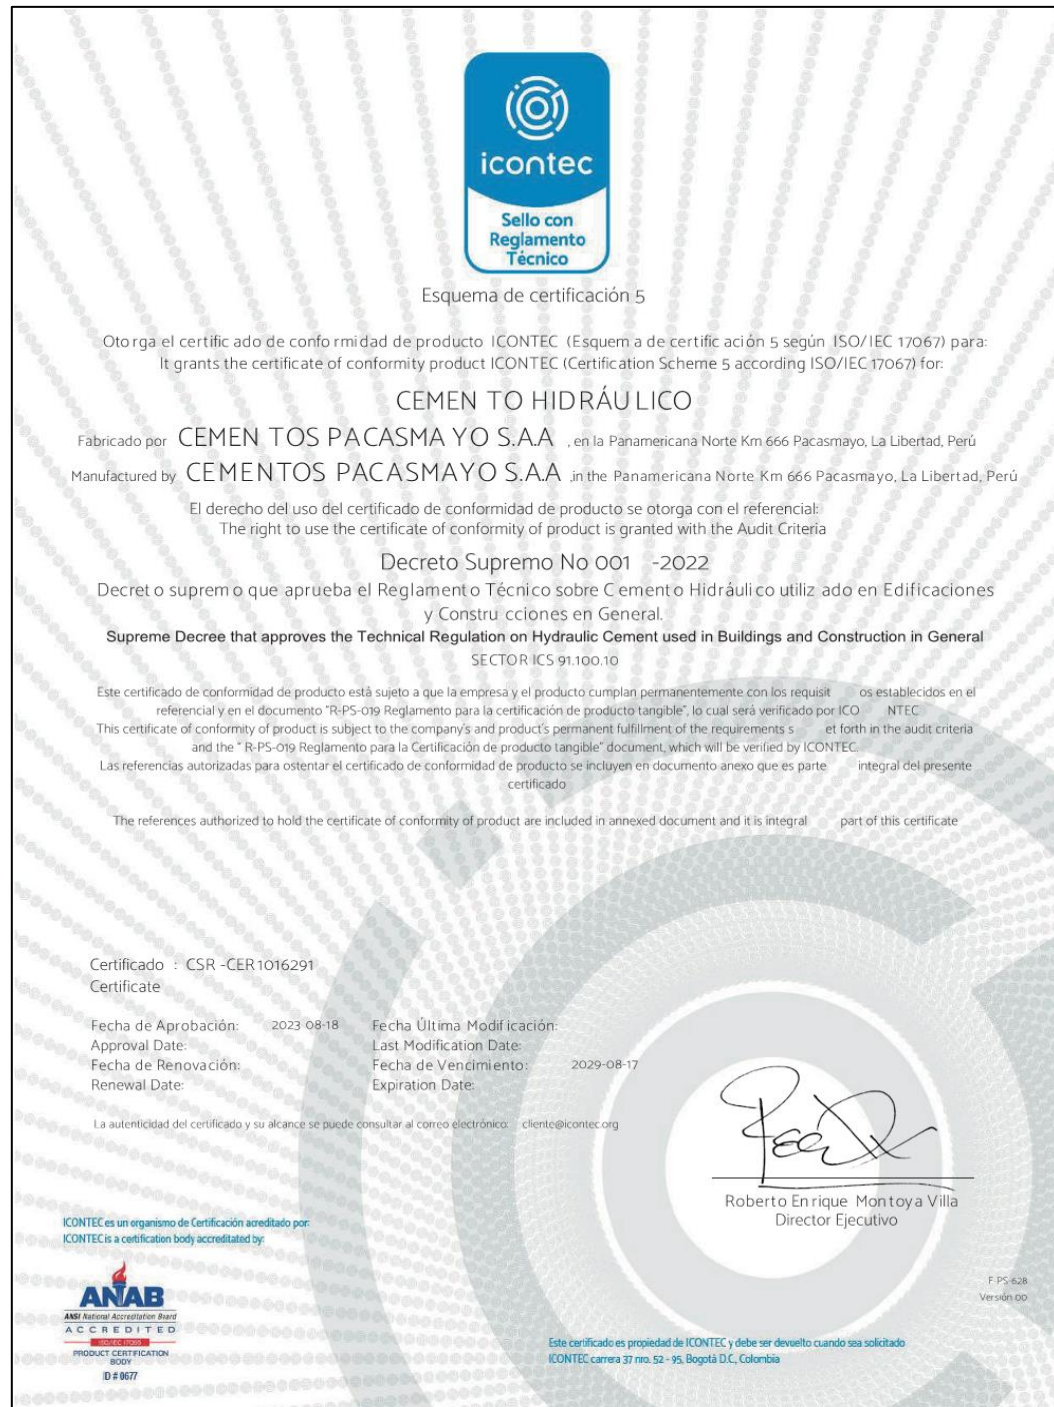 icontec
Sello con
Reglamento
Técnico
Esquema de certificación 5
Otorga el certificado de conformidad de producto ICONTEC (Esquema de certificación 5 según ISO/IEC 17067) para:
It grants the certificate of conformity product ICONTEC (Certification Scheme 5 according ISO/IEC 17067) for:
CEMENTO HIDRÁULICO
Fabricado por CEMENTOS PACASMAYO S.A.A , en la Panamericana Norte Km 666 Pacasmayo, La Libertad, Perú
Manufactured by CEMENTOS PACASMAYO S.A.A ,in the Panamericana Norte Km 666 Pacasmayo, La Libertad, Perú
El derecho del uso del certificado de conformidad de producto se otorga con el referencial:
The right to use the certificate of conformity of product is granted with the Audit Criteria
Decreto Supremo No 001 -2022
Decreto supremo que aprueba el Reglamento Técnico sobre Cemento Hidráulico utilizado en Edificaciones
y Construcciones en General.
Supreme Decree that approves the Technical Regulation on Hydraulic Cement used in Buildings and Construction in General
SECTOR ICS 91.100.10
Este certificado de conformidad de producto está sujeto a que la empresa y el producto cumplan permanentemente con los requisitos establecidos en el
referencial y en el documento "R-PS-019 Reglamento para la certificación de producto tangible", lo cual será verificado por ICONTEC
This certificate of conformity of product is subject to the company's and product's permanent fulfillment of the requirements set forth in the audit criteria
and the " R-PS-019 Reglamento para la Certificación de producto tangible" document, which will be verified by ICONTEC.
Las referencias autorizadas para ostentar el certificado de conformidad de producto se incluyen en documento anexo que es parte integral del presente
certificado
The references authorized to hold the certificate of conformity of product are included in annexed document and it is integral part of this certificate
Certificado : CSR -CER1016291
Certificate
Fecha de Aprobación: 2023 08-18 Fecha Última Modificación:
Approval Date: Last Modification Date:
Fecha de Renovación: Fecha de Vencimiento: 2029-08-17
Renewal Date: Expiration Date:
La autenticidad del certificado y su alcance se puede consultar al correo electrónico: cliente@icontec.org
Roberto Enrique Montoya Villa
Director Ejecutivo
ICONTEC es un organismo de Certificación acreditado por:
ICONTEC is a certification body accreditated by:
ANAB
ANSI National Accreditation Board
ACCREDITED
ISO/IEC 17065
PRODUCT CERTIFICATION
BODY
ID # 0677
F-PS-628
Versión 00
Este certificado es propiedad de ICONTEC y debe ser devuelto cuando sea solicitado
ICONTEC carrera 37 nro. 52 - 95, Bogotá D.C., Colombia